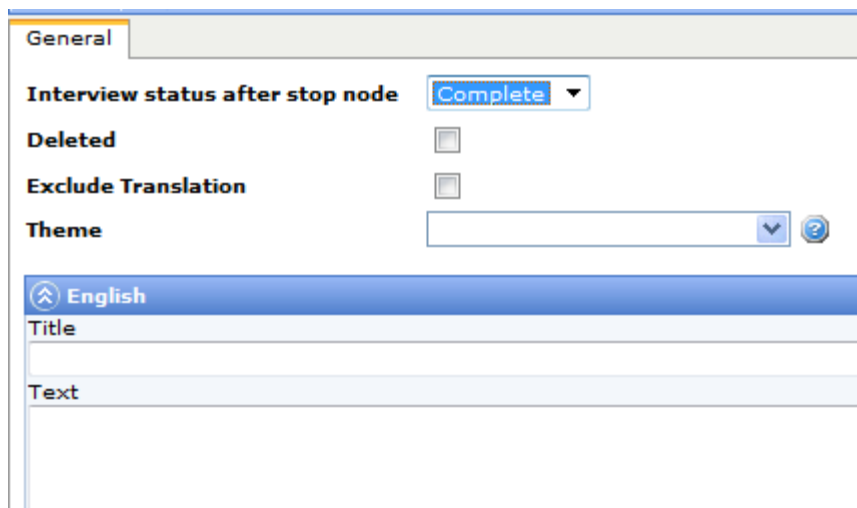 General
Interview status after stop node Complete
Deleted
Exclude Translation
Theme
English
Title
Text